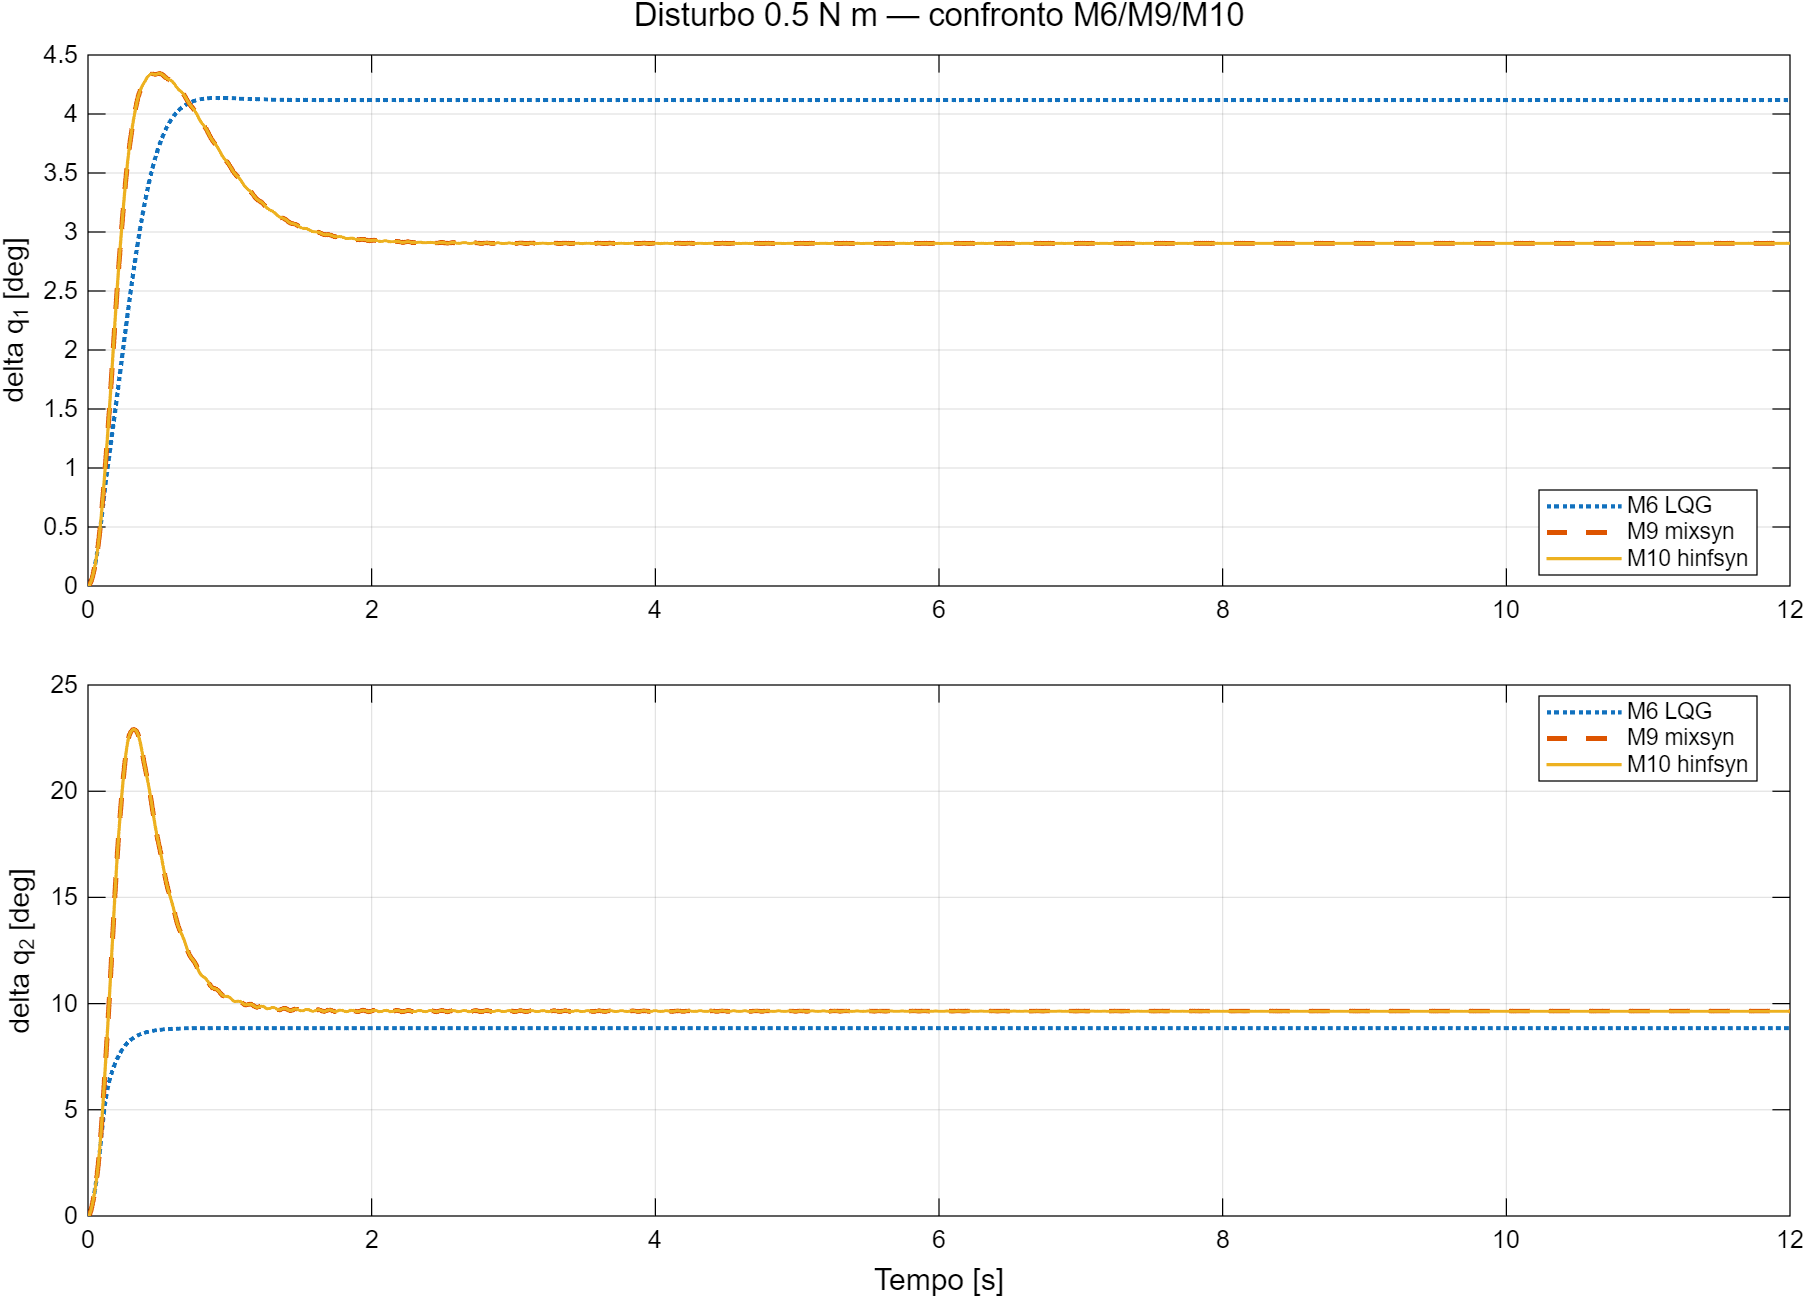 Disturbo 0.5 N m — confronto M6/M9/M10
4.5
4
3.5
3
2.5
2
1.5
1
0.5
0
delta q₁ [deg]
0 2 4 6 8 10 12
M6 LQG
M9 mixsyn
M10 hinfsyn
25
20
15
10
5
0
delta q₂ [deg]
M6 LQG
M9 mixsyn
M10 hinfsyn
0 2 4 6 8 10 12
Tempo [s]